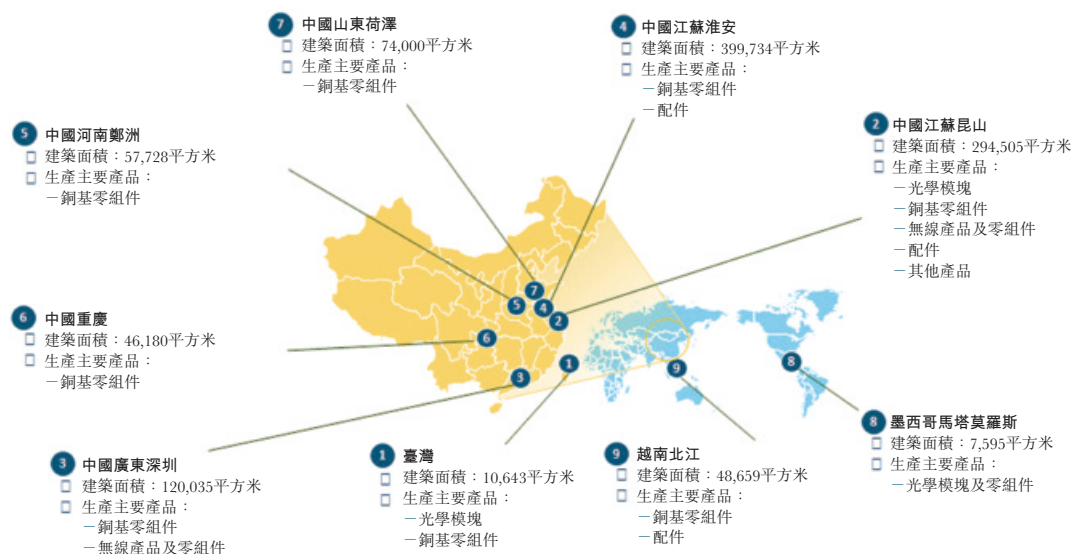 7 中國山東荷澤
建築面積：74,000平方米
生產主要產品：
－銅基零組件
4 中國江蘇淮安
建築面積：399,734平方米
生產主要產品：
－銅基零組件
－配件
5 中國河南鄭洲
建築面積：57,728平方米
生產主要產品：
－銅基零組件
2 中國江蘇昆山
建築面積：294,505平方米
生產主要產品：
－光學模塊
－銅基零組件
－無線產品及零組件
－配件
－其他產品
6 中國重慶
建築面積：46,180平方米
生產主要產品：
－銅基零組件
7
5
4
2
6
3
1
9
8
3 中國廣東深圳
建築面積：120,035平方米
生產主要產品：
－銅基零組件
－無線產品及零組件
1 臺灣
建築面積：10,643平方米
生產主要產品：
－光學模塊
－銅基零組件
9 越南北江
建築面積：48,659平方米
生產主要產品：
－銅基零組件
－配件
8 墨西哥馬塔莫羅斯
建築面積：7,595平方米
生產主要產品：
－光學模塊及零組件